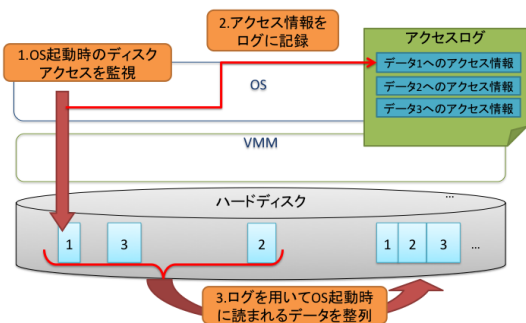 2.アクセス情報を
ログに記録
アクセスログ
1.OS起動時のディスク
アクセスを監視
データ1へのアクセス情報
データ2へのアクセス情報
データ3へのアクセス情報
OS
VMM
ハードディスク
...
1 3 2 1 2 3 ...
3.ログを用いてOS起動時
に読まれるデータを整列